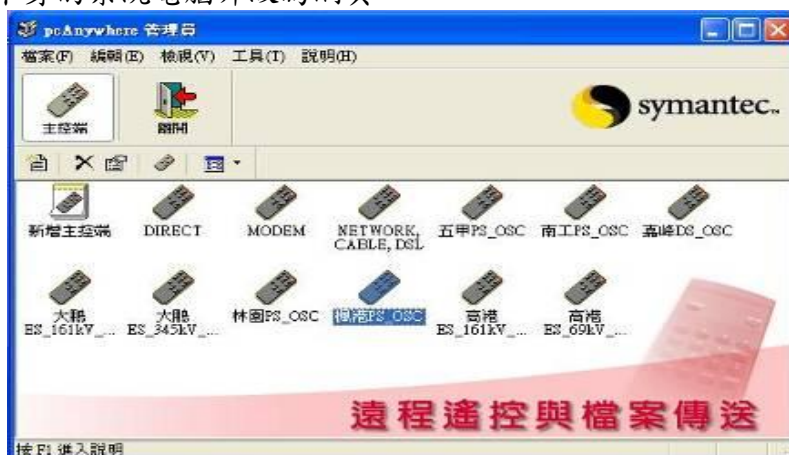 pcAnywhere 管理員
檔案(F) 編輯(E) 檢視(V) 工具(T) 說明(H)
主控端 離開
symantec.
新增主控端 DIRECT MODEM NETWORK, CABLE, DSL 五甲PS_OSC 南工PS_OSC 嘉峰DS_OSC
大鵬 ES_161kV_... 大鵬 ES_345kV_... 林園PS_OSC 楓港PS_OSC 高港 ES_161kV_... 高港 ES_69kV_...
遠程遙控與檔案傳送
按 F1 進入說明